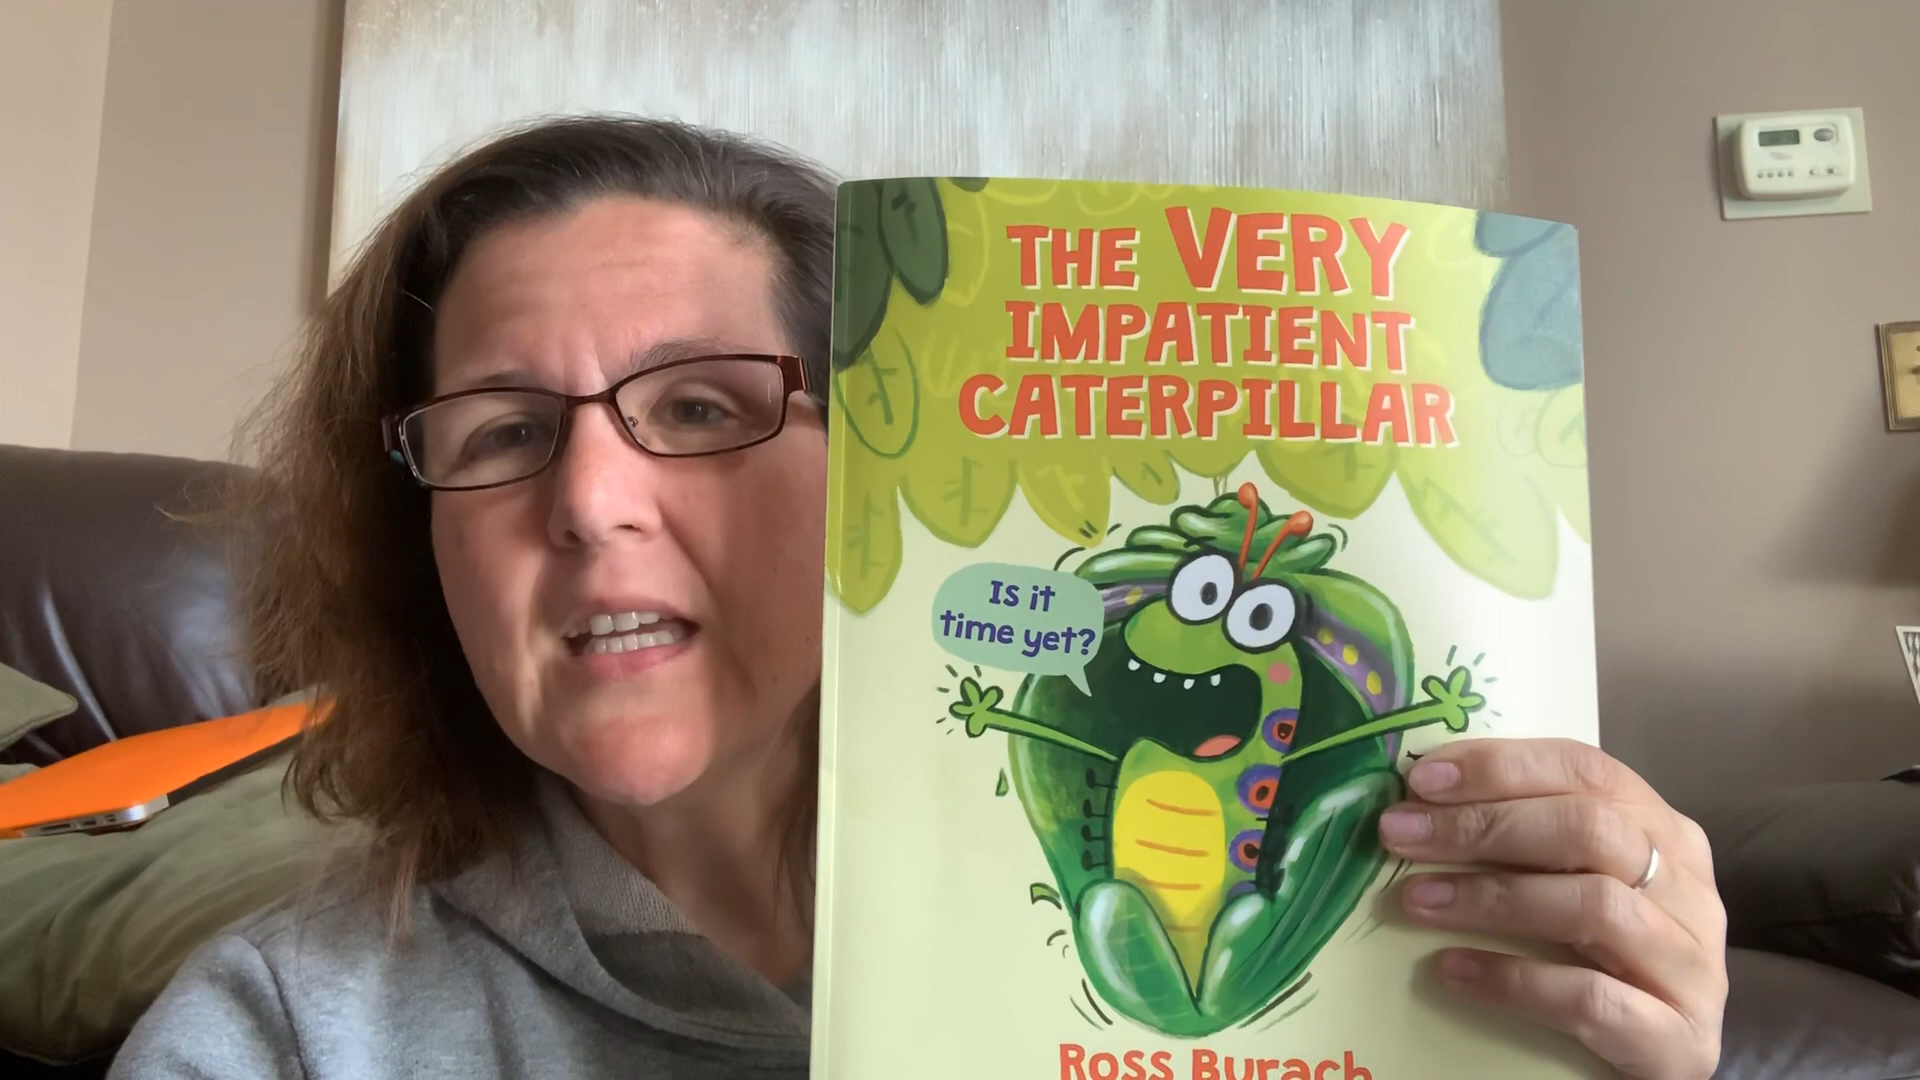 THE VERY
IMPATIENT
CATERPILLAR
Is it
time yet?
Ross Burach